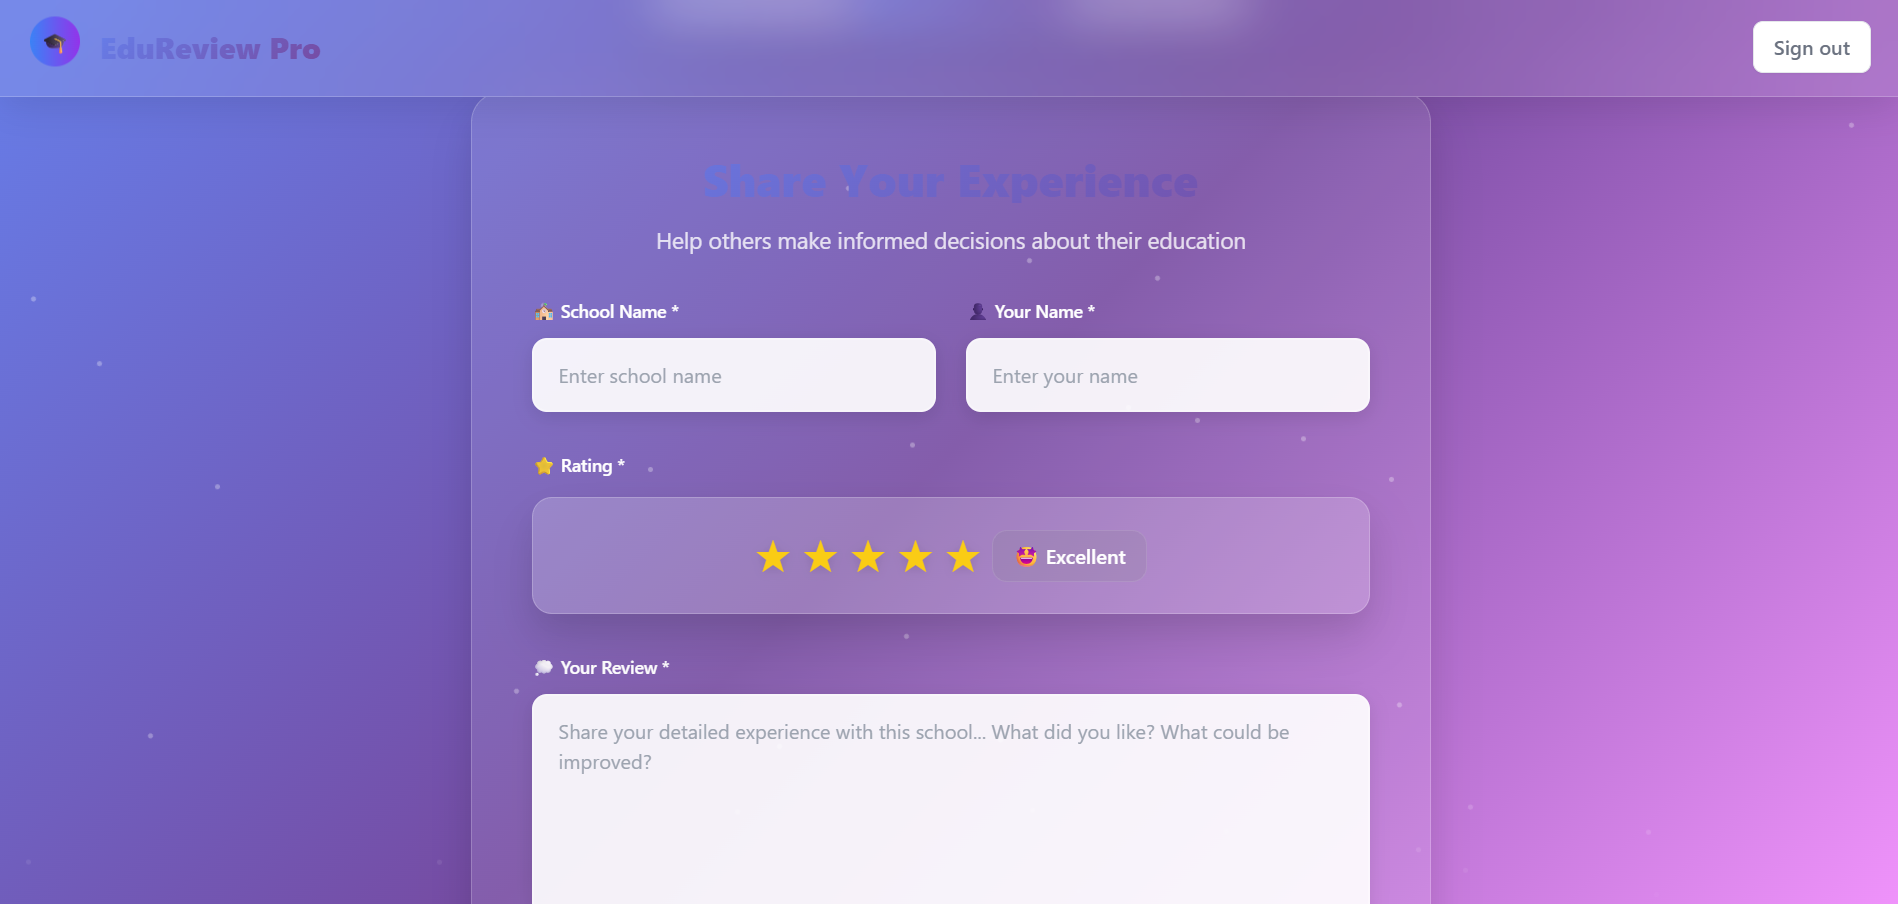 EduReview Pro
Sign out
Share Your Experience
Help others make informed decisions about their education
School Name *
Your Name *
Enter school name
Enter your name
Rating *
Excellent
Your Review *
Share your detailed experience with this school... What did you like? What could be
improved?